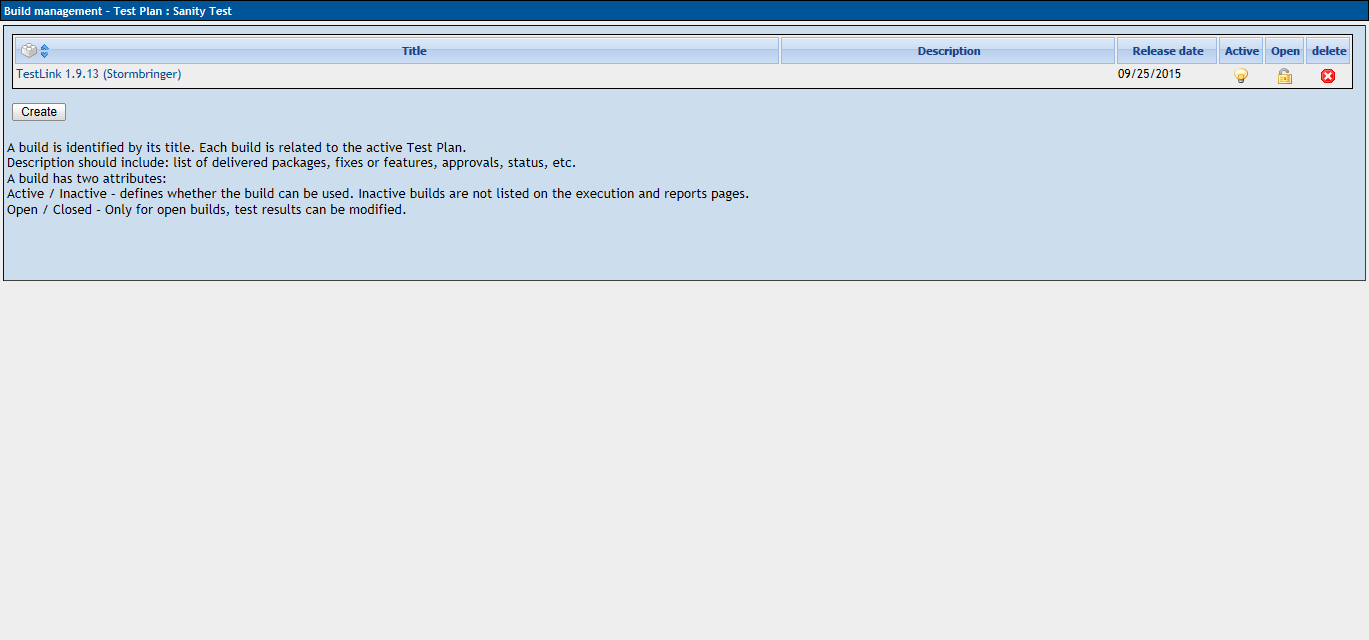 Build management - Test Plan : Sanity Test
Title Description Release date Active Open delete
TestLink 1.9.13 (Stormbringer) 09/25/2015
Create
A build is identified by its title. Each build is related to the active Test Plan.
Description should include: list of delivered packages, fixes or features, approvals, status, etc.
A build has two attributes:
Active / Inactive - defines whether the build can be used. Inactive builds are not listed on the execution and reports pages.
Open / Closed - Only for open builds, test results can be modified.